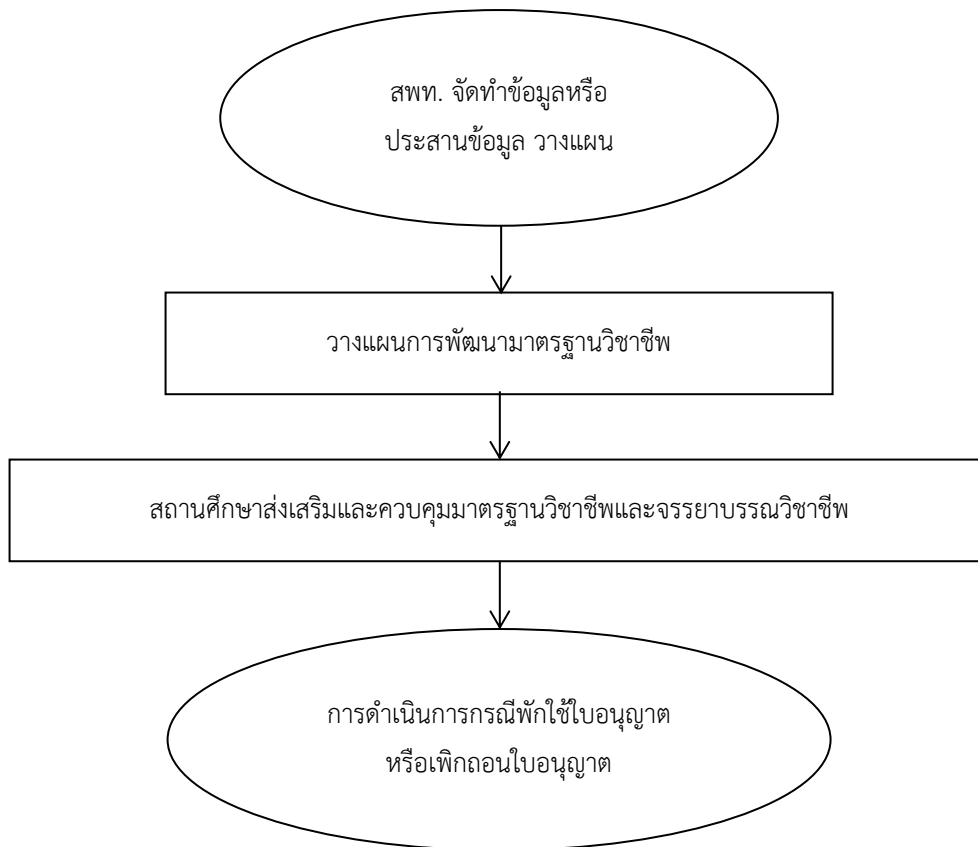 สพท. จัดทำข้อมูลหรือ
ประสานข้อมูล วางแผน
วางแผนการพัฒนามาตรฐานวิชาชีพ
สถานศึกษาส่งเสริมและควบคุมมาตรฐานวิชาชีพและจรรยาบรรณวิชาชีพ
การดำเนินการกรณีพักใช้ใบอนุญาต
หรือเพิกถอนใบอนุญาต